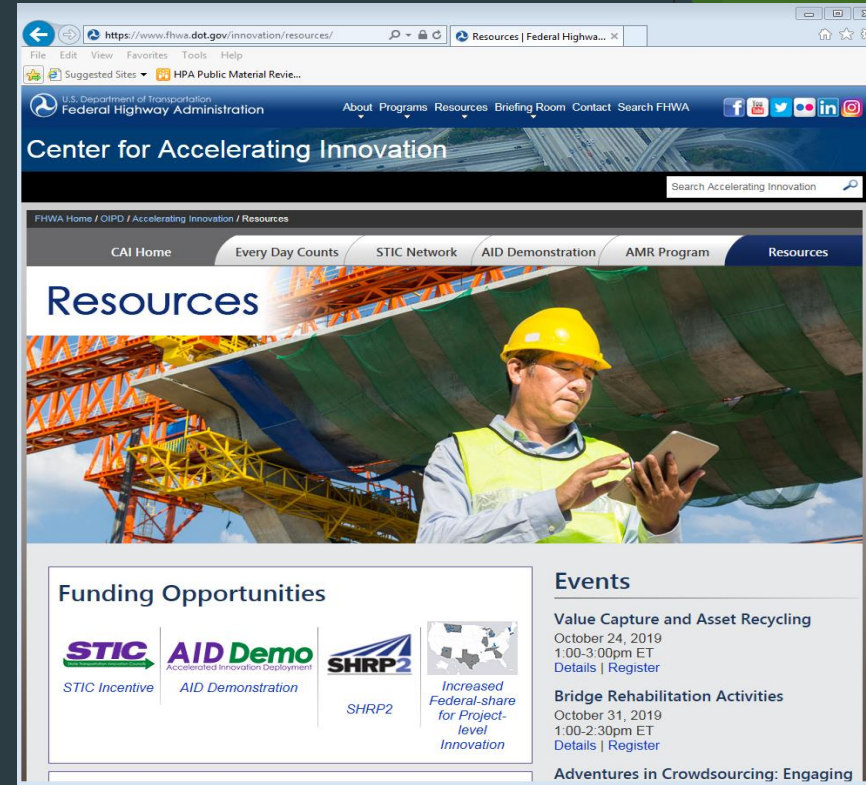 https://www.fhwa.dot.gov/innovation/resources/
Resources | Federal Highwa...
File Edit View Favorites Tools Help
Suggested Sites HPA Public Material Revie...
U.S. Department of Transportation
Federal Highway Administration
About Programs Resources Briefing Room Contact Search FHWA
Center for Accelerating Innovation
Search Accelerating Innovation
FHWA Home / OIPD / Accelerating Innovation / Resources
CAI Home Every Day Counts STIC Network AID Demonstration AMR Program Resources
Resources
Funding Opportunities
STIC
STIC Incentive
AID Demo
Accelerated Innovation Deployment
AID Demonstration
SHRP2
SHRP2
Increased
Federal-share
for Project-
level
Innovation
Events
Value Capture and Asset Recycling
October 24, 2019
1:00-3:00pm ET
Details | Register
Bridge Rehabilitation Activities
October 31, 2019
1:00-2:30pm ET
Details | Register
Adventures in Crowdsourcing: Engaging